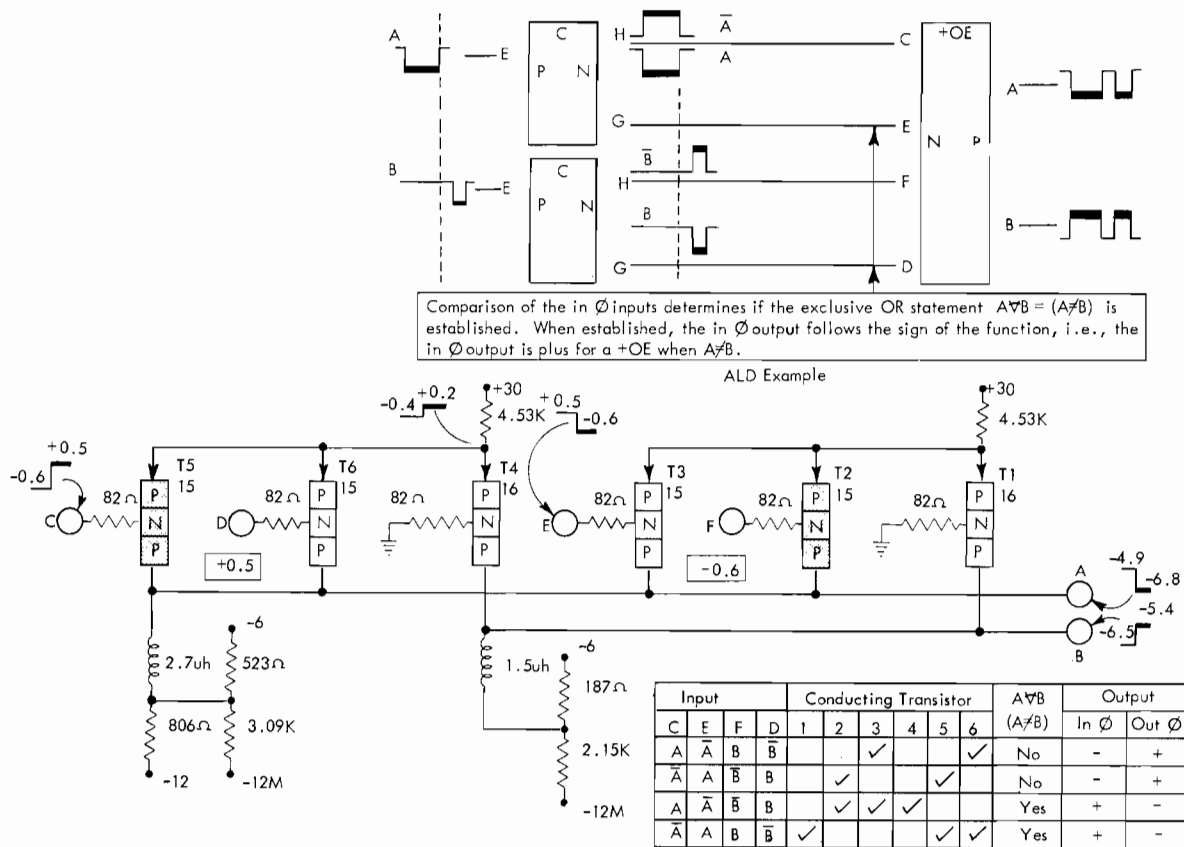 A
E
C
P N
H
A̅
A
C
+OE
G
E
N P
A
B
E
C
P N
B̅
H
F
B
G
D
B
Comparison of the in Ø inputs determines if the exclusive OR statement A∀B = (A≠B) is
established. When established, the in Ø output follows the sign of the function, i.e., the
in Ø output is plus for a +OE when A≠B.
ALD Example
+30
4.53K
-0.4 +0.2
+0.5
-0.6
+30
4.53K
+0.5
-0.6
T5
15
T6
15
T4
16
T3
15
T2
15
T1
16
C 82Ω P N P
D 82Ω P N P
82Ω P N P
E 82Ω P N P
F 82Ω P N P
82Ω P N P
+0.5
-0.6
A
-4.9
-6.8
B
-5.4
-6.5
2.7uh
-6
523Ω
806Ω
3.09K
-12
-12M
1.5uh
-6
187Ω
2.15K
-12M
Input Conducting Transistor A∀B (A≠B) Output
C E F D 1 2 3 4 5 6 In Ø Out Ø
A A̅ B B̅ ✓ ✓ No - +
A̅ A B̅ B ✓ ✓ No - +
A A̅ B̅ B ✓ ✓ ✓ Yes + -
A̅ A B B̅ ✓ ✓ ✓ Yes + -